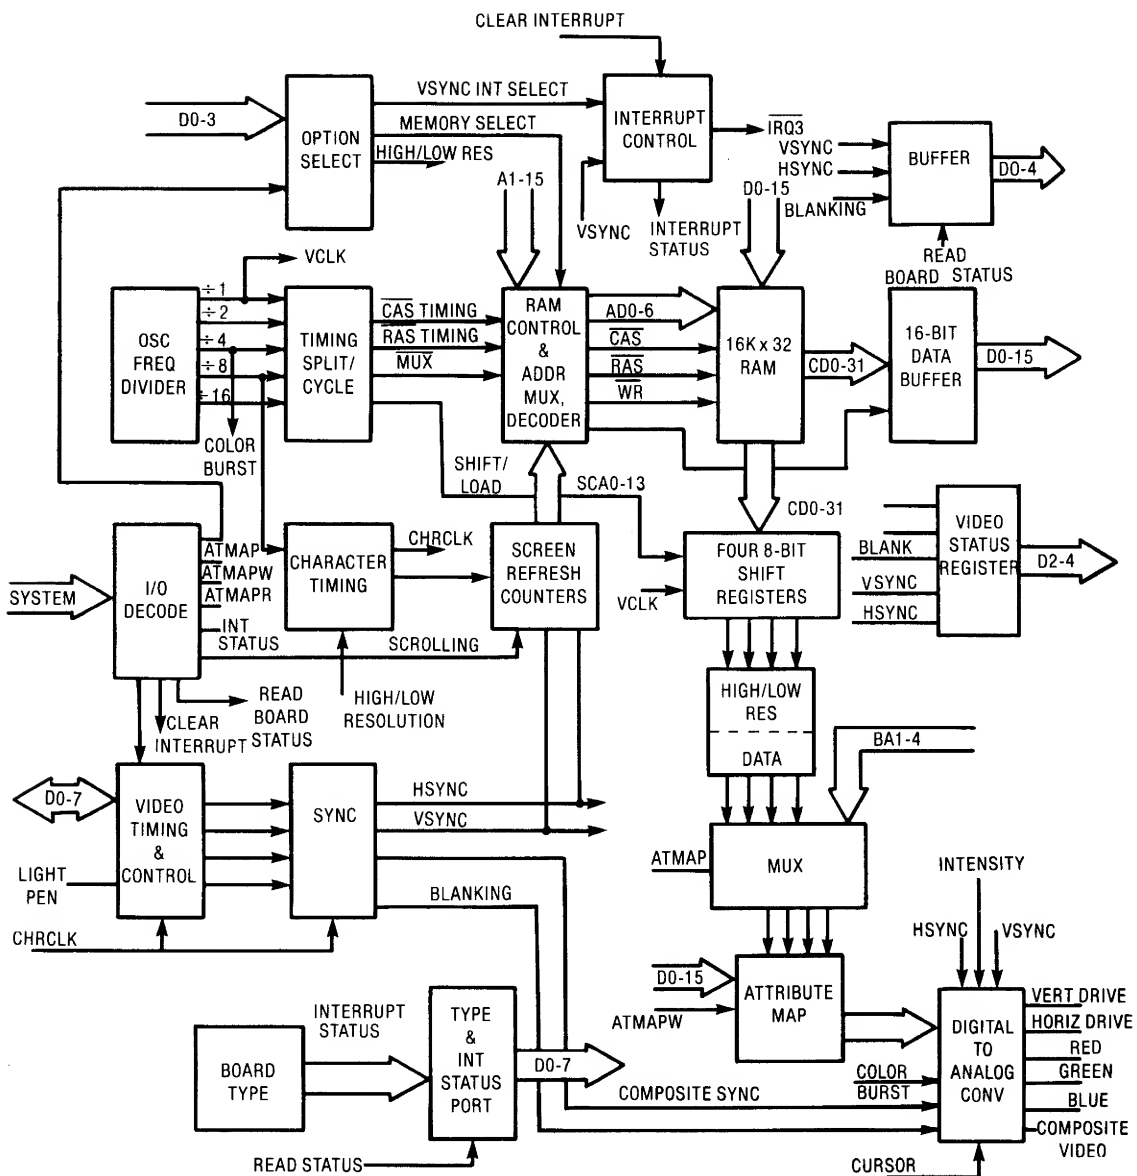 CLEAR INTERRUPT
D0-3
OPTION
SELECT
VSYNC INT SELECT
MEMORY SELECT
HIGH/LOW RES
INTERRUPT
CONTROL
IRQ3
VSYNC
HSYNC
BLANKING
BUFFER
D0-4
A1-15
VSYNC
INTERRUPT
STATUS
D0-15
READ
BOARD STATUS
VCLK
OSC
FREQ
DIVIDER
÷1
÷2
÷4
÷8
÷16
TIMING
SPLIT/
CYCLE
CAS TIMING
RAS TIMING
MUX
RAM
CONTROL
&
ADDR
MUX,
DECODER
AD0-6
CAS
RAS
WR
16K x 32
RAM
CD0-31
16-BIT
DATA
BUFFER
D0-15
COLOR
BURST
SHIFT/
LOAD
SCA0-13
CD0-31
SYSTEM
I/O
DECODE
ATMAP
ATMAPW
ATMAPR
INT
STATUS
CHARACTER
TIMING
CHRCLK
SCREEN
REFRESH
COUNTERS
FOUR 8-BIT
SHIFT
REGISTERS
VCLK
BLANK
VSYNC
HSYNC
VIDEO
STATUS
REGISTER
D2-4
SCROLLING
CLEAR
INTERRUPT
READ
BOARD
STATUS
HIGH/LOW
RESOLUTION
HIGH/LOW
RES
DATA
BA1-4
D0-7
VIDEO
TIMING
&
CONTROL
SYNC
HSYNC
VSYNC
BLANKING
LIGHT
PEN
CHRCLK
ATMAP
MUX
INTENSITY
HSYNC
VSYNC
D0-15
ATMAPW
ATTRIBUTE
MAP
INTERRUPT
STATUS
BOARD
TYPE
TYPE
&
INT
STATUS
PORT
D0-7
READ STATUS
COMPOSITE SYNC
COLOR
BURST
DIGITAL
TO
ANALOG
CONV
VERT DRIVE
HORIZ DRIVE
RED
GREEN
BLUE
COMPOSITE
VIDEO
CURSOR